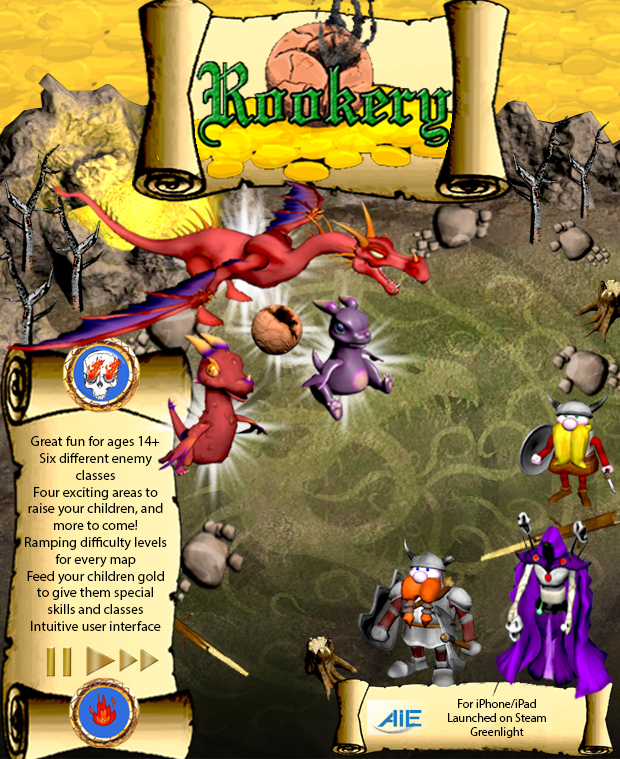 Rookery
Great fun for ages 14+
Six different enemy
classes
Four exciting areas to
raise your children, and
more to come!
Ramping difficulty levels
for every map
Feed your children gold
to give them special
skills and classes
Intuitive user interface
AiE
For iPhone/iPad
Launched on Steam
Greenlight